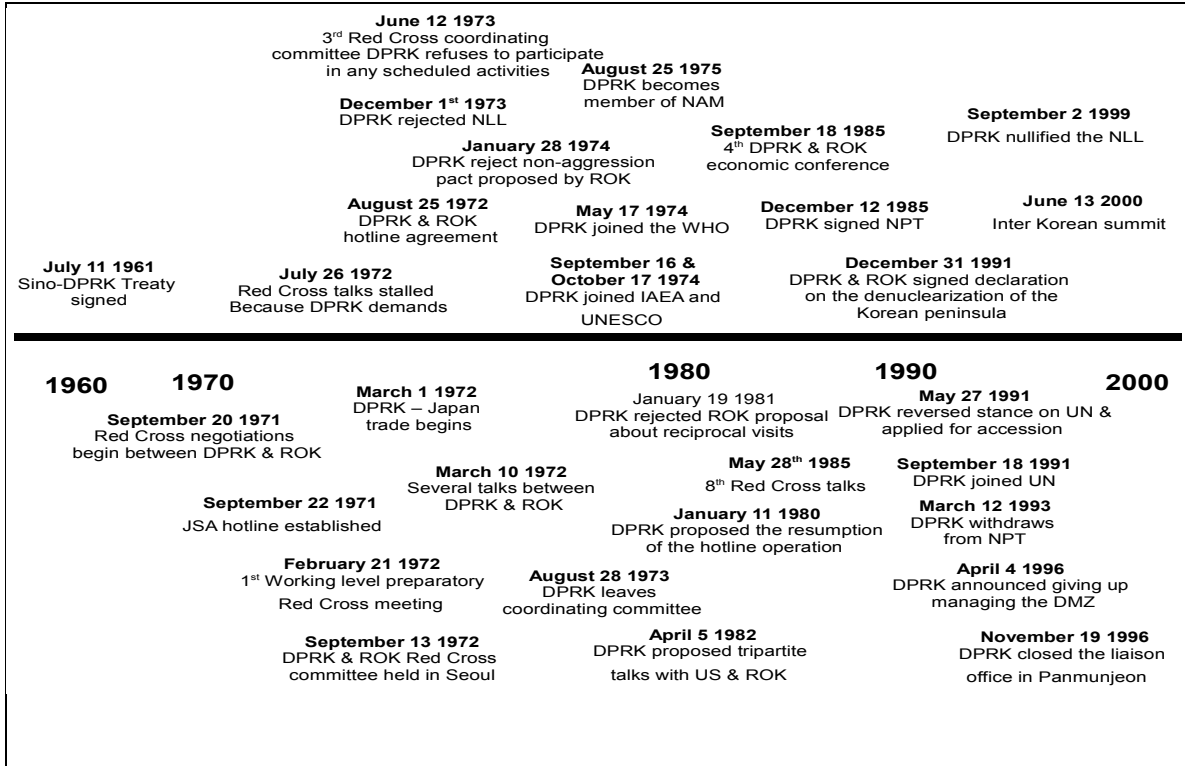 June 12 1973
3rd Red Cross coordinating
committee DPRK refuses to participate
in any scheduled activities
August 25 1975
DPRK becomes
member of NAM
December 1st 1973
DPRK rejected NLL
September 2 1999
DPRK nullified the NLL
September 18 1985
4th DPRK & ROK
economic conference
January 28 1974
DPRK reject non-aggression
pact proposed by ROK
August 25 1972
DPRK & ROK
hotline agreement
May 17 1974
DPRK joined the WHO
December 12 1985
DPRK signed NPT
June 13 2000
Inter Korean summit
July 11 1961
Sino-DPRK Treaty
signed
July 26 1972
Red Cross talks stalled
Because DPRK demands
September 16 &
October 17 1974
DPRK joined IAEA and
UNESCO
December 31 1991
DPRK & ROK signed declaration
on the denuclearization of the
Korean peninsula
1960
1970
1980
1990
2000
March 1 1972
DPRK – Japan
trade begins
January 19 1981
DPRK rejected ROK proposal
about reciprocal visits
May 27 1991
DPRK reversed stance on UN &
applied for accession
September 20 1971
Red Cross negotiations
begin between DPRK & ROK
March 10 1972
Several talks between
DPRK & ROK
May 28th 1985
8th Red Cross talks
September 18 1991
DPRK joined UN
September 22 1971
JSA hotline established
January 11 1980
DPRK proposed the resumption
of the hotline operation
March 12 1993
DPRK withdraws
from NPT
February 21 1972
1st Working level preparatory
Red Cross meeting
August 28 1973
DPRK leaves
coordinating committee
April 4 1996
DPRK announced giving up
managing the DMZ
September 13 1972
DPRK & ROK Red Cross
committee held in Seoul
April 5 1982
DPRK proposed tripartite
talks with US & ROK
November 19 1996
DPRK closed the liaison
office in Panmunjeon